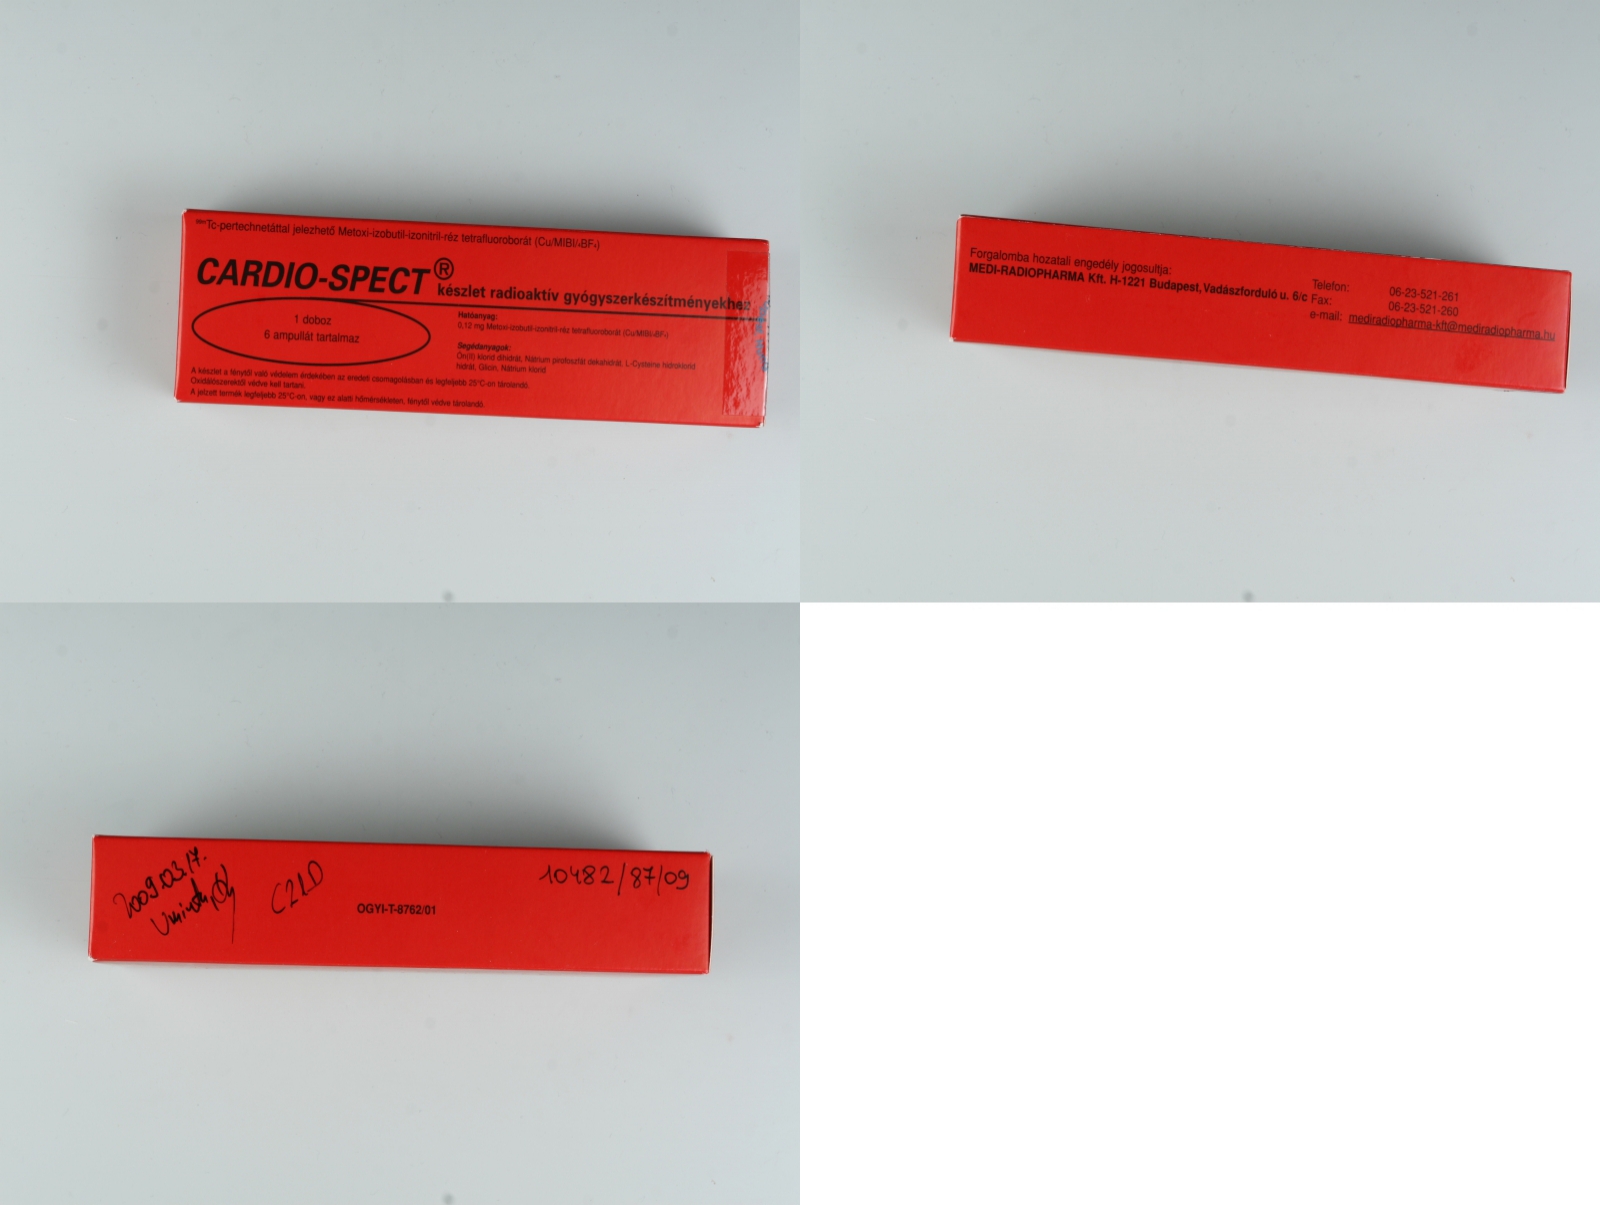 ⁹⁹ᵐTc-pertechnetáttal jelezhető Metoxi-izobutil-izonitril-réz tetrafluoroborát (Cu/MIBI/₄BF₄)
CARDIO-SPECT® készlet radioaktív gyógyszerkészítményekhez
1 doboz
6 ampullát tartalmaz
Hatóanyag:
0,12 mg Metoxi-izobutil-izonitril-réz tetrafluoroborát (Cu/MIBI/₄BF₄)
Segédanyagok:
Ón(II) klorid dihidrát, Nátrium pirofoszfát dekahidrát, L-Cysteine hidroklorid
hidrát, Glicin, Nátrium klorid
A készlet a fénytől való védelem érdekében az eredeti csomagolásban és legfeljebb 25°C-on tárolandó.
Oxidálószerektől védve kell tartani.
A jelzett termék legfeljebb 25°C-on, vagy ez alatti hőmérsékleten, fénytől védve tárolandó.
Forgalomba hozatali engedély jogosultja:
MEDI-RADIOPHARMA Kft. H-1221 Budapest, Vadászforduló u. 6/c
Telefon: 06-23-521-261
Fax: 06-23-521-260
e-mail: mediradiopharma-kft@mediradiopharma.hu
2009.03.17.
10482/87/09
OGYI-T-8762/01